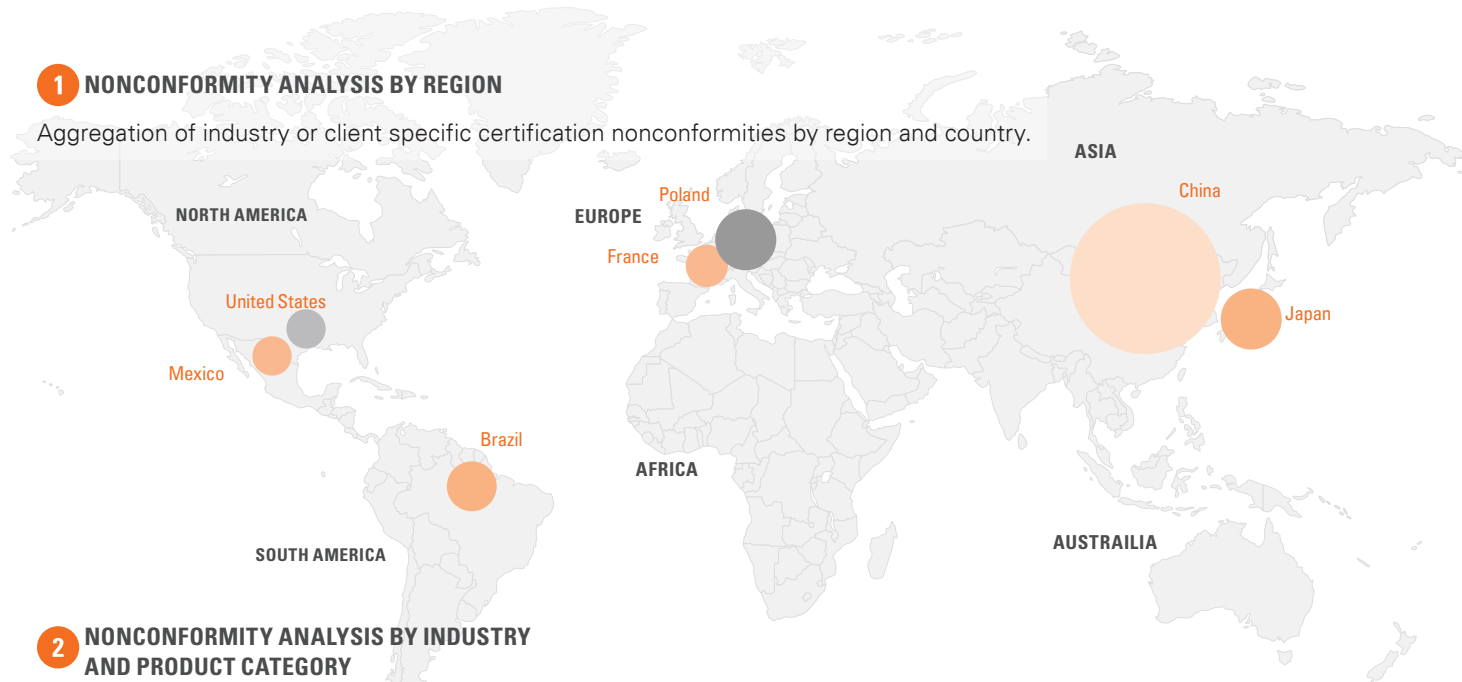 1 NONCONFORMITY ANALYSIS BY REGION
Aggregation of industry or client specific certification nonconformities by region and country.
ASIA
China
Poland
NORTH AMERICA
EUROPE
France
United States
Japan
Mexico
Brazil
AFRICA
SOUTH AMERICA
AUSTRAILIA
2 NONCONFORMITY ANALYSIS BY INDUSTRY
AND PRODUCT CATEGORY